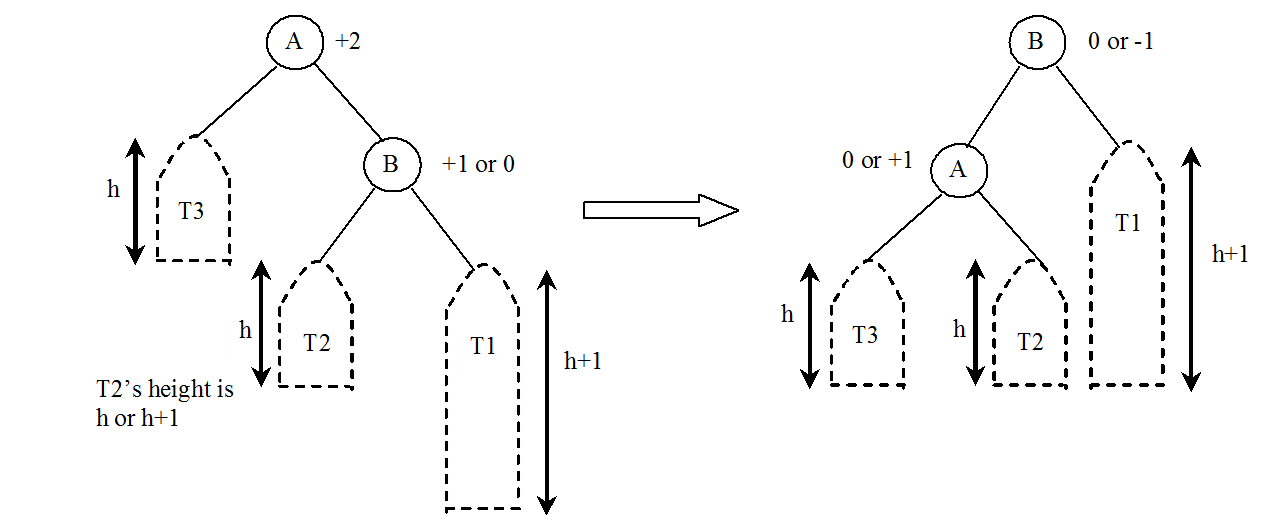 A +2
B 0 or -1
B +1 or 0
0 or +1 A
h
T3
T1
h+1
h
T2
T1
h+1
h
T3
h
T2
T2’s height is
h or h+1